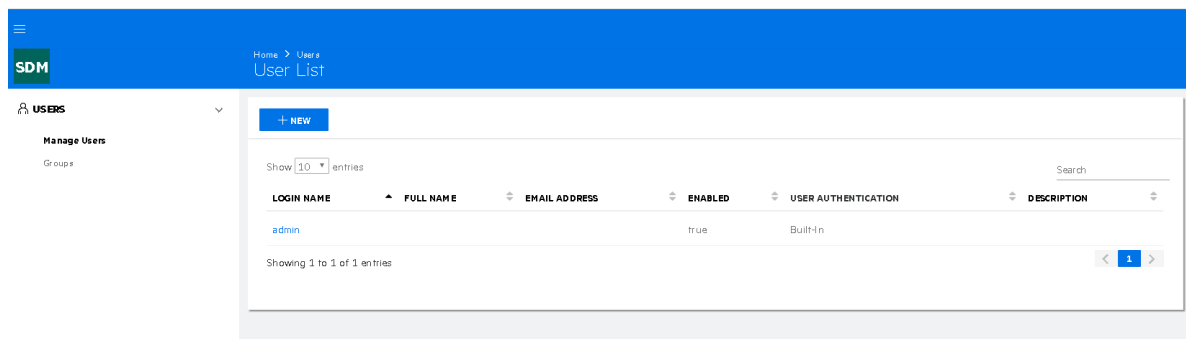 SDM
Home > Users
User List
USERS
Manage Users
Groups
+ NEW
Show 10 entries
Search
LOGIN NAME FULL NAME EMAIL ADDRESS ENABLED USER AUTHENTICATION DESCRIPTION
admin true Built-In
Showing 1 to 1 of 1 entries
< 1 >